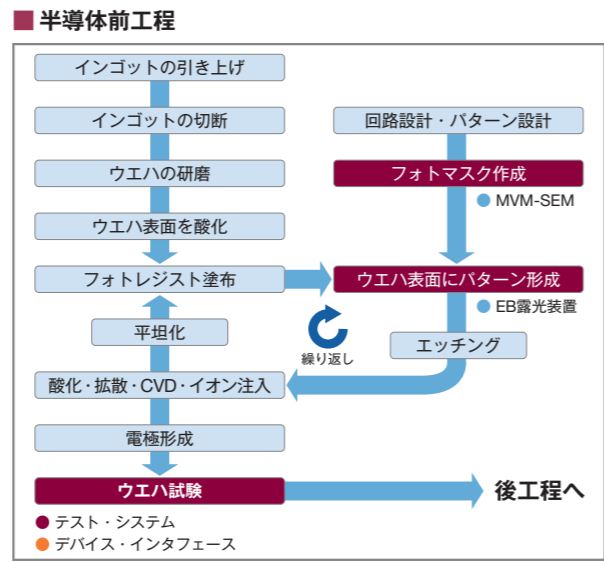 ■ 半導体前工程
インゴットの引き上げ
インゴットの切断
ウエハの研磨
ウエハ表面を酸化
フォトレジスト塗布
平坦化
酸化・拡散・CVD・イオン注入
電極形成
ウエハ試験
● テスト・システム
● デバイス・インタフェース
回路設計・パターン設計
フォトマスク作成
● MVM-SEM
ウエハ表面にパターン形成
● EB露光装置
エッチング
繰り返し
後工程へ